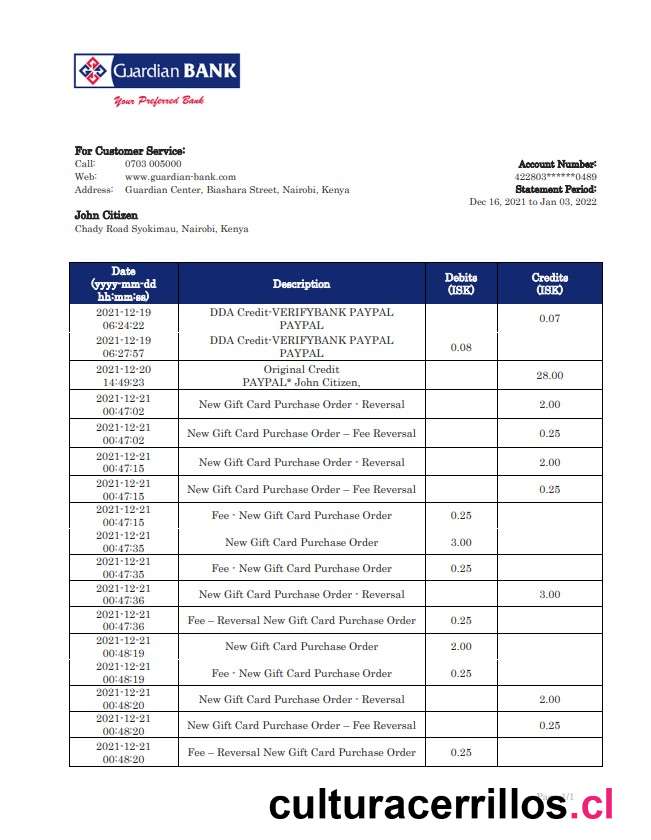 Guardian BANK
Your Preferred Bank
For Customer Service:
Call: 0703 005000
Web: www.guardian-bank.com
Address: Guardian Center, Biashara Street, Nairobi, Kenya
Account Number:
422803******0489
Statement Period:
Dec 16, 2021 to Jan 03, 2022
John Citizen
Chady Road Syokimau, Nairobi, Kenya
Date (yyyy-mm-dd hh:mm:ss) Description Debits (ISK) Credits (ISK)
2021-12-19 06:24:22 DDA Credit-VERIFYBANK PAYPAL PAYPAL 0.07
2021-12-19 06:27:57 DDA Credit-VERIFYBANK PAYPAL PAYPAL 0.08
2021-12-20 14:49:23 Original Credit PAYPAL* John Citizen, 28.00
2021-12-21 00:47:02 New Gift Card Purchase Order - Reversal 2.00
2021-12-21 00:47:02 New Gift Card Purchase Order – Fee Reversal 0.25
2021-12-21 00:47:15 New Gift Card Purchase Order - Reversal 2.00
2021-12-21 00:47:15 New Gift Card Purchase Order – Fee Reversal 0.25
2021-12-21 00:47:15 Fee - New Gift Card Purchase Order 0.25
2021-12-21 00:47:35 New Gift Card Purchase Order 3.00
2021-12-21 00:47:35 Fee - New Gift Card Purchase Order 0.25
2021-12-21 00:47:36 New Gift Card Purchase Order - Reversal 3.00
2021-12-21 00:47:36 Fee – Reversal New Gift Card Purchase Order 0.25
2021-12-21 00:48:19 New Gift Card Purchase Order 2.00
2021-12-21 00:48:19 Fee - New Gift Card Purchase Order 0.25
2021-12-21 00:48:20 New Gift Card Purchase Order - Reversal 2.00
2021-12-21 00:48:20 New Gift Card Purchase Order – Fee Reversal 0.25
2021-12-21 00:48:20 Fee – Reversal New Gift Card Purchase Order 0.25
culturacerrillos.cl